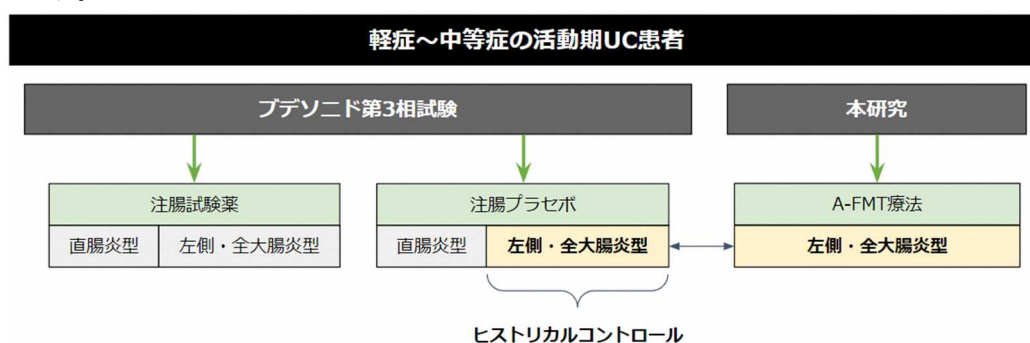 軽症～中等症の活動期UC患者
ブデソニド第3相試験
本研究
注腸試験薬
注腸プラセボ
A-FMT療法
直腸炎型
左側・全大腸炎型
直腸炎型
左側・全大腸炎型
左側・全大腸炎型
ヒストリカルコントロール